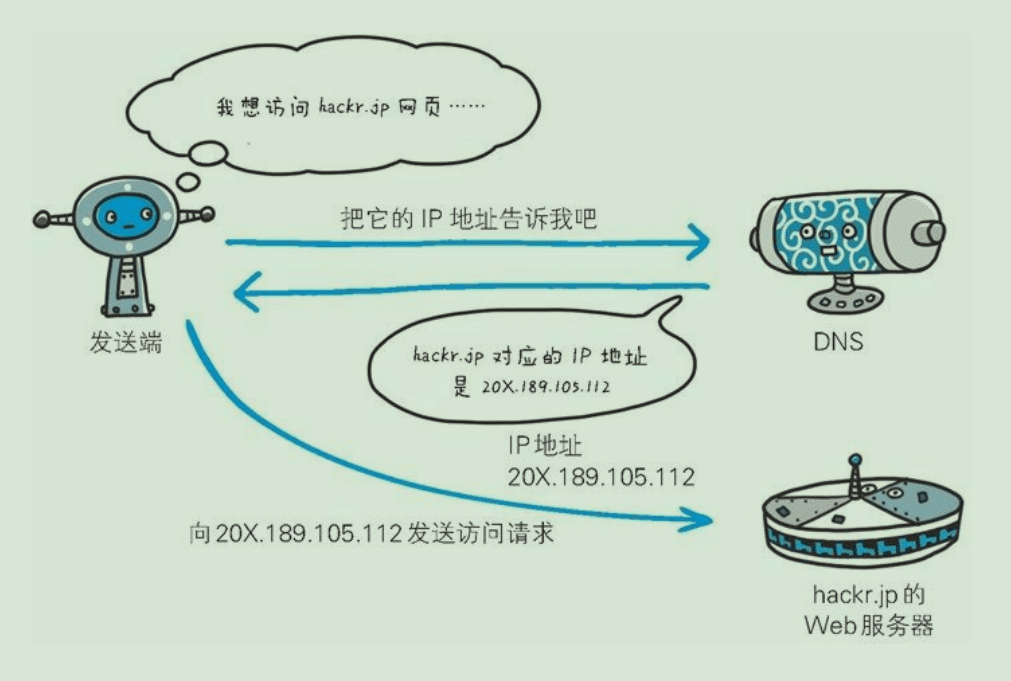 我想访问 hackr.jp 网页……
把它的 IP 地址告诉我吧
发送端
DNS
hackr.jp 对应的 IP 地址
是 20X.189.105.112
IP 地址
20X.189.105.112
向 20X.189.105.112 发送访问请求
hackr.jp 的
Web 服务器